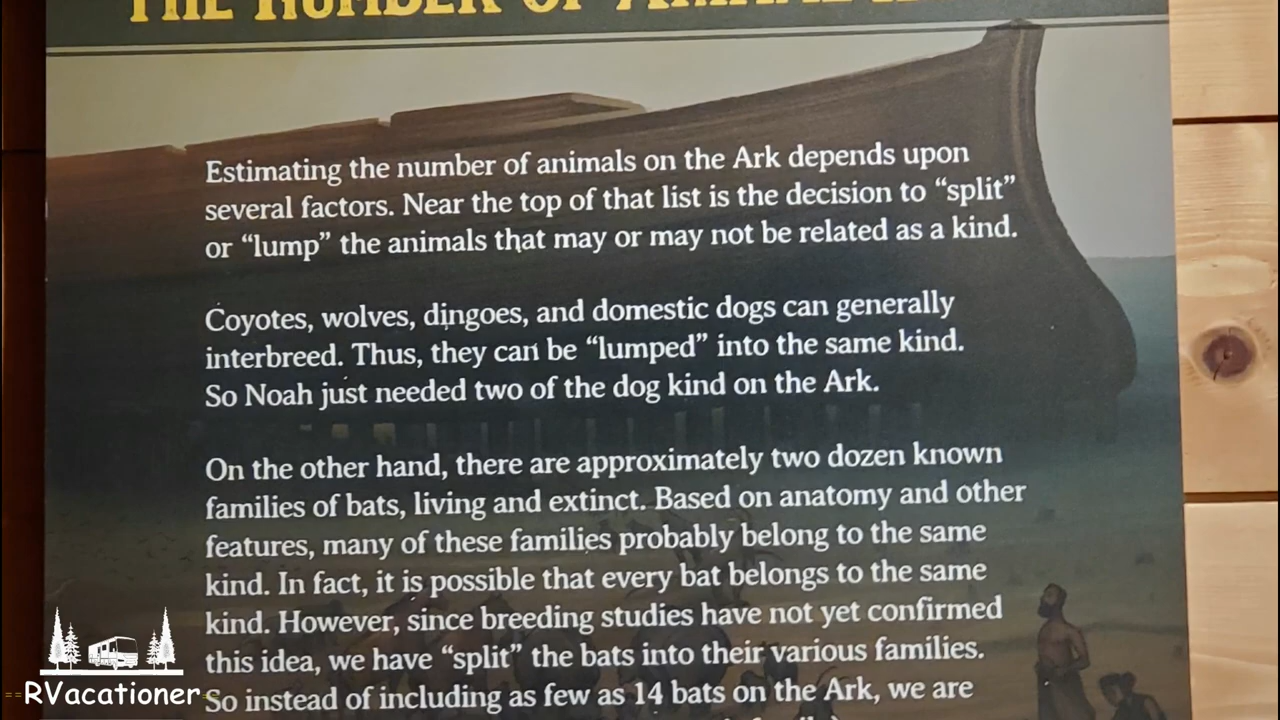 THE NUMBER OF ANIMAL
Estimating the number of animals on the Ark depends upon
several factors. Near the top of that list is the decision to “split”
or “lump” the animals that may or may not be related as a kind.
Coyotes, wolves, dingoes, and domestic dogs can generally
interbreed. Thus, they can be “lumped” into the same kind.
So Noah just needed two of the dog kind on the Ark.
On the other hand, there are approximately two dozen known
families of bats, living and extinct. Based on anatomy and other
features, many of these families probably belong to the same
kind. In fact, it is possible that every bat belongs to the same
kind. However, since breeding studies have not yet confirmed
this idea, we have “split” the bats into their various families.
So instead of including as few as 14 bats on the Ark, we are
RVacationer